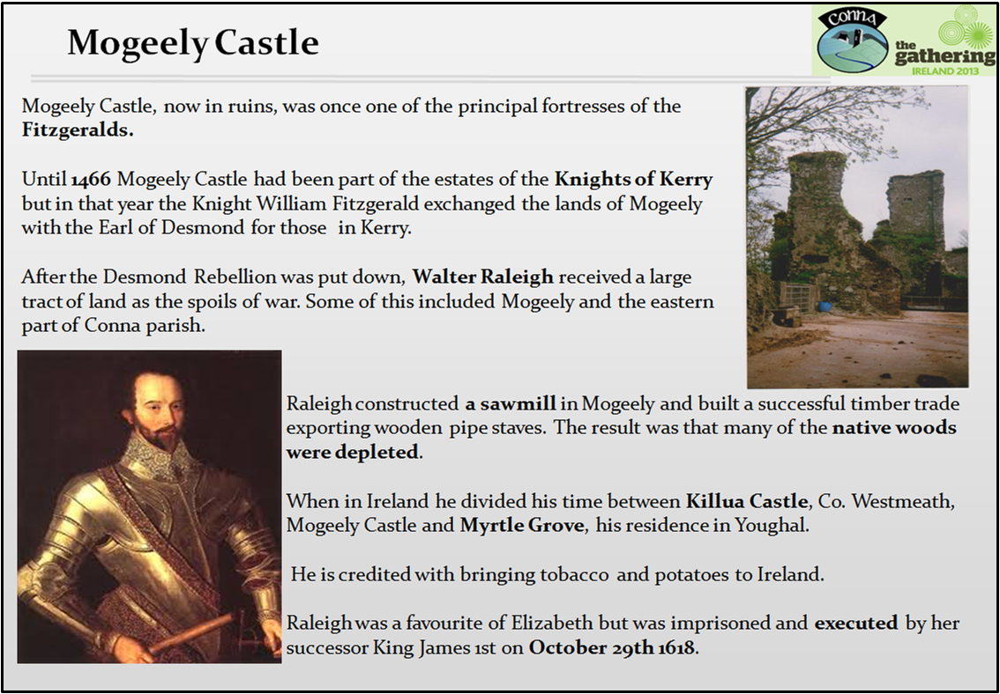 Mogeely Castle
conna
the
gathering
IRELAND 2013
Mogeely Castle, now in ruins, was once one of the principal fortresses of the
Fitzgeralds.
Until 1466 Mogeely Castle had been part of the estates of the Knights of Kerry
but in that year the Knight William Fitzgerald exchanged the lands of Mogeely
with the Earl of Desmond for those in Kerry.
After the Desmond Rebellion was put down, Walter Raleigh received a large
tract of land as the spoils of war. Some of this included Mogeely and the eastern
part of Conna parish.
Raleigh constructed a sawmill in Mogeely and built a successful timber trade
exporting wooden pipe staves. The result was that many of the native woods
were depleted.
When in Ireland he divided his time between Killua Castle, Co. Westmeath,
Mogeely Castle and Myrtle Grove, his residence in Youghal.
He is credited with bringing tobacco and potatoes to Ireland.
Raleigh was a favourite of Elizabeth but was imprisoned and executed by her
successor King James 1st on October 29th 1618.